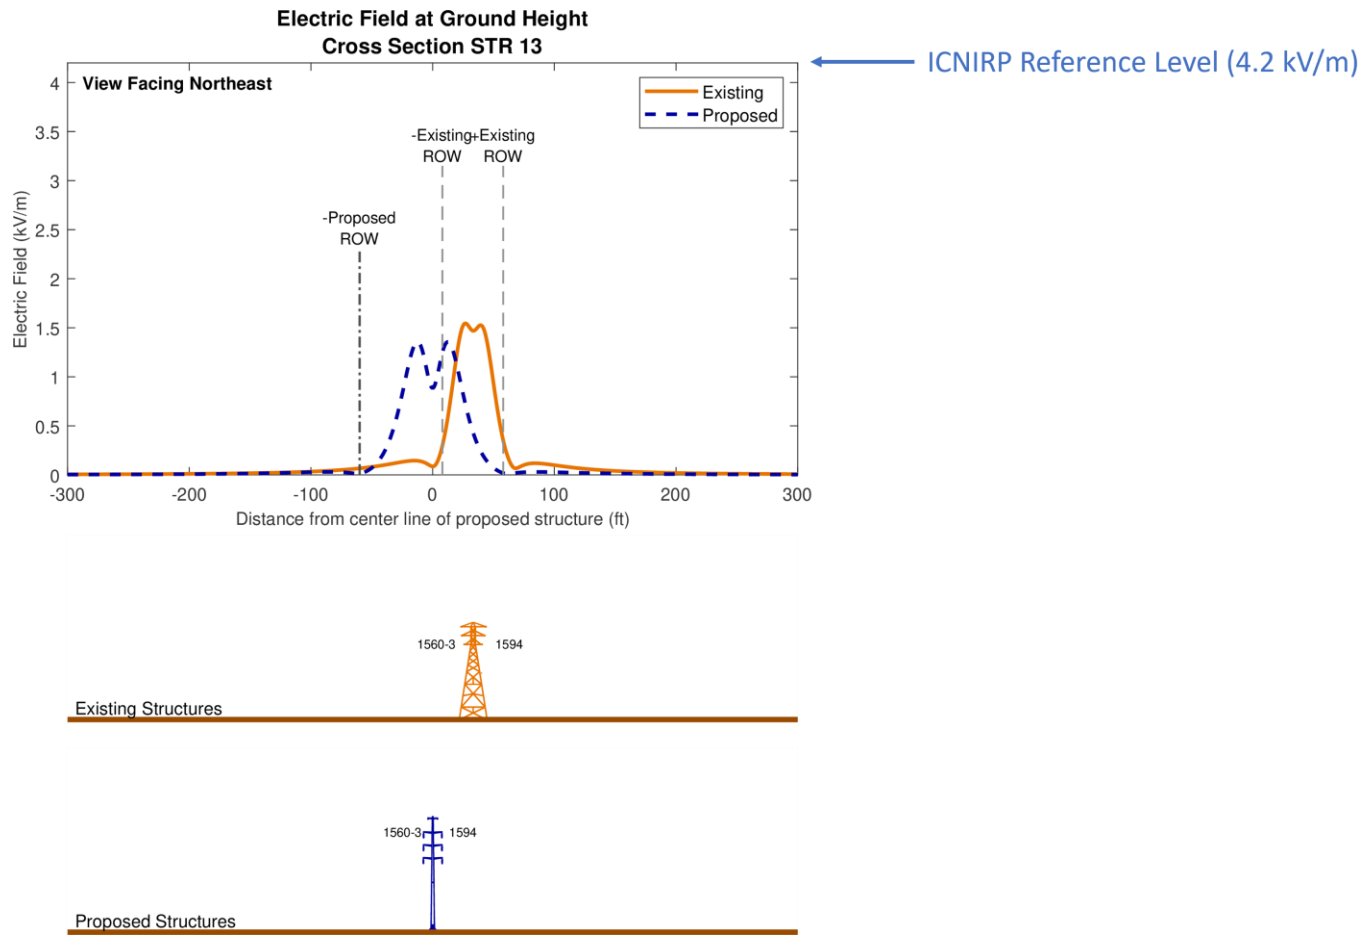 Electric Field at Ground Height
Cross Section STR 13
ICNIRP Reference Level (4.2 kV/m)
View Facing Northeast
Existing
Proposed
-Existing
ROW
+Existing
ROW
-Proposed
ROW
Electric Field (kV/m)
4
3.5
3
2.5
2
1.5
1
0.5
0
-300
-200
-100
0
100
200
300
Distance from center line of proposed structure (ft)
1560-3
1594
Existing Structures
1560-3
1594
Proposed Structures